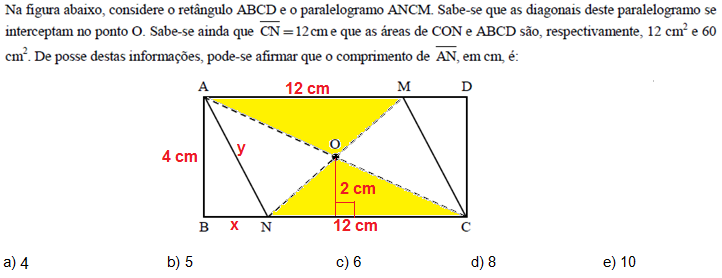 Na figura abaixo, considere o retângulo ABCD e o paralelogramo ANCM. Sabe-se que as diagonais deste paralelogramo se
interceptam no ponto O. Sabe-se ainda que CN = 12cm e que as áreas de CON e ABCD são, respectivamente, 12 cm² e 60
cm². De posse destas informações, pode-se afirmar que o comprimento de AN, em cm, é:
A 12 cm M D
O
4 cm y
2 cm
B x N 12 cm C
a) 4 b) 5 c) 6 d) 8 e) 10